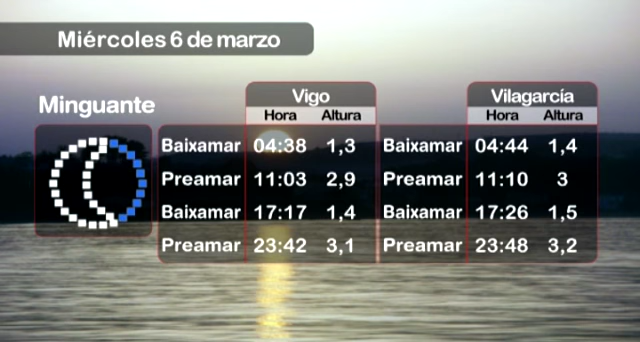 Miércoles 6 de marzo
Minguante
Vigo Vilagarcía
Hora Altura Hora Altura
Baixamar 04:38 1,3 Baixamar 04:44 1,4
Preamar 11:03 2,9 Preamar 11:10 3
Baixamar 17:17 1,4 Baixamar 17:26 1,5
Preamar 23:42 3,1 Preamar 23:48 3,2